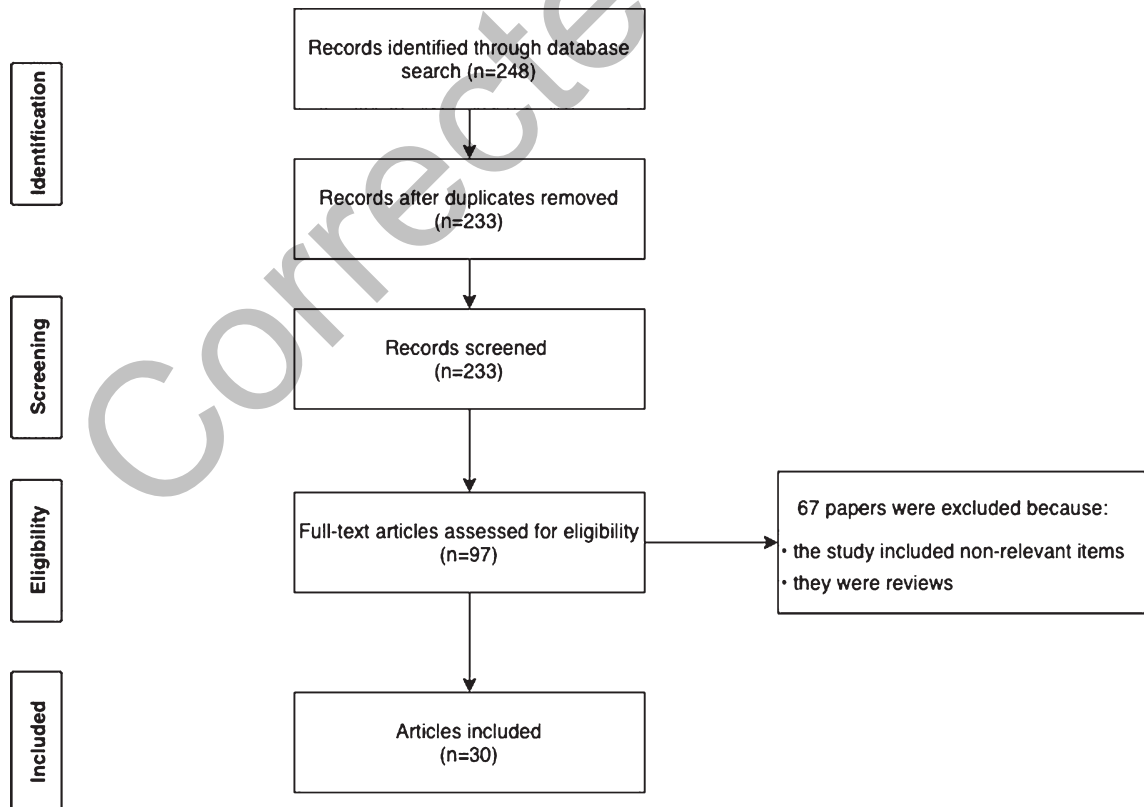 Identification
Records identified through database
search (n=248)
Records after duplicates removed
(n=233)
Screening
Records screened
(n=233)
Eligibility
Full-text articles assessed for eligibility
(n=97)
67 papers were excluded because:
• the study included non-relevant items
• they were reviews
Included
Articles included
(n=30)
Correcte